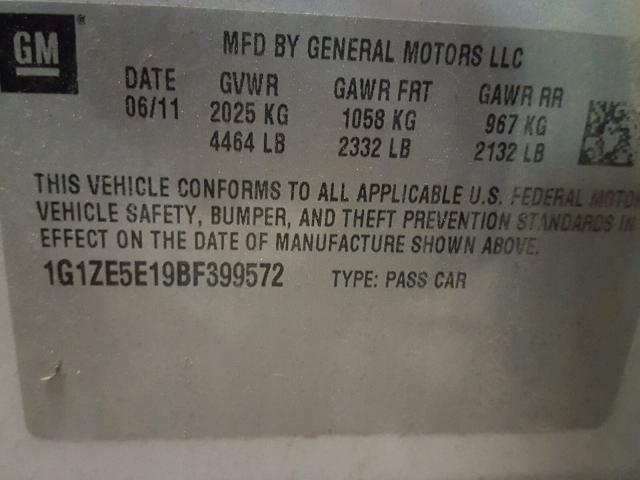 GM®
MFD BY GENERAL MOTORS LLC
DATE GVWR GAWR FRT GAWR RR
06/11 2025 KG 1058 KG 967 KG
4464 LB 2332 LB 2132 LB
THIS VEHICLE CONFORMS TO ALL APPLICABLE U.S. FEDERAL MOTOR
VEHICLE SAFETY, BUMPER, AND THEFT PREVENTION STANDARDS IN
EFFECT ON THE DATE OF MANUFACTURE SHOWN ABOVE.
1G1ZE5E19BF399572 TYPE: PASS CAR